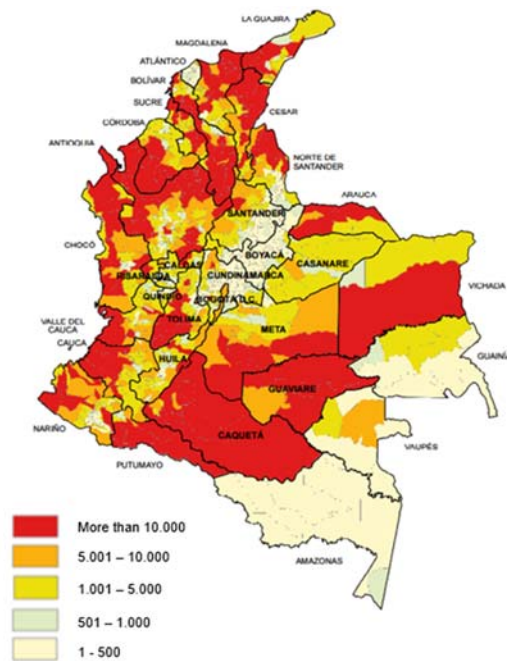 LA GUAJIRA
MAGDALENA
ATLÁNTICO
BOLÍVAR
SUCRE
CESAR
CÓRDOBA
ANTIOQUIA
NORTE DE
SANTANDER
ARAUCA
SANTANDER
CHOCÓ
BOYACÁ
CALDAS
CASANARE
RISARALDA
CUNDINAMARCA
VICHADA
QUINDÍO
BOGOTÁ D.C.
VALLE DEL
CAUCA
TOLIMA
META
CAUCA
GUAINÍA
HUILA
GUAVIARE
NARIÑO
CAQUETÁ
VAUPÉS
PUTUMAYO
AMAZONAS
More than 10.000
5.001 – 10.000
1.001 – 5.000
501 – 1.000
1 - 500